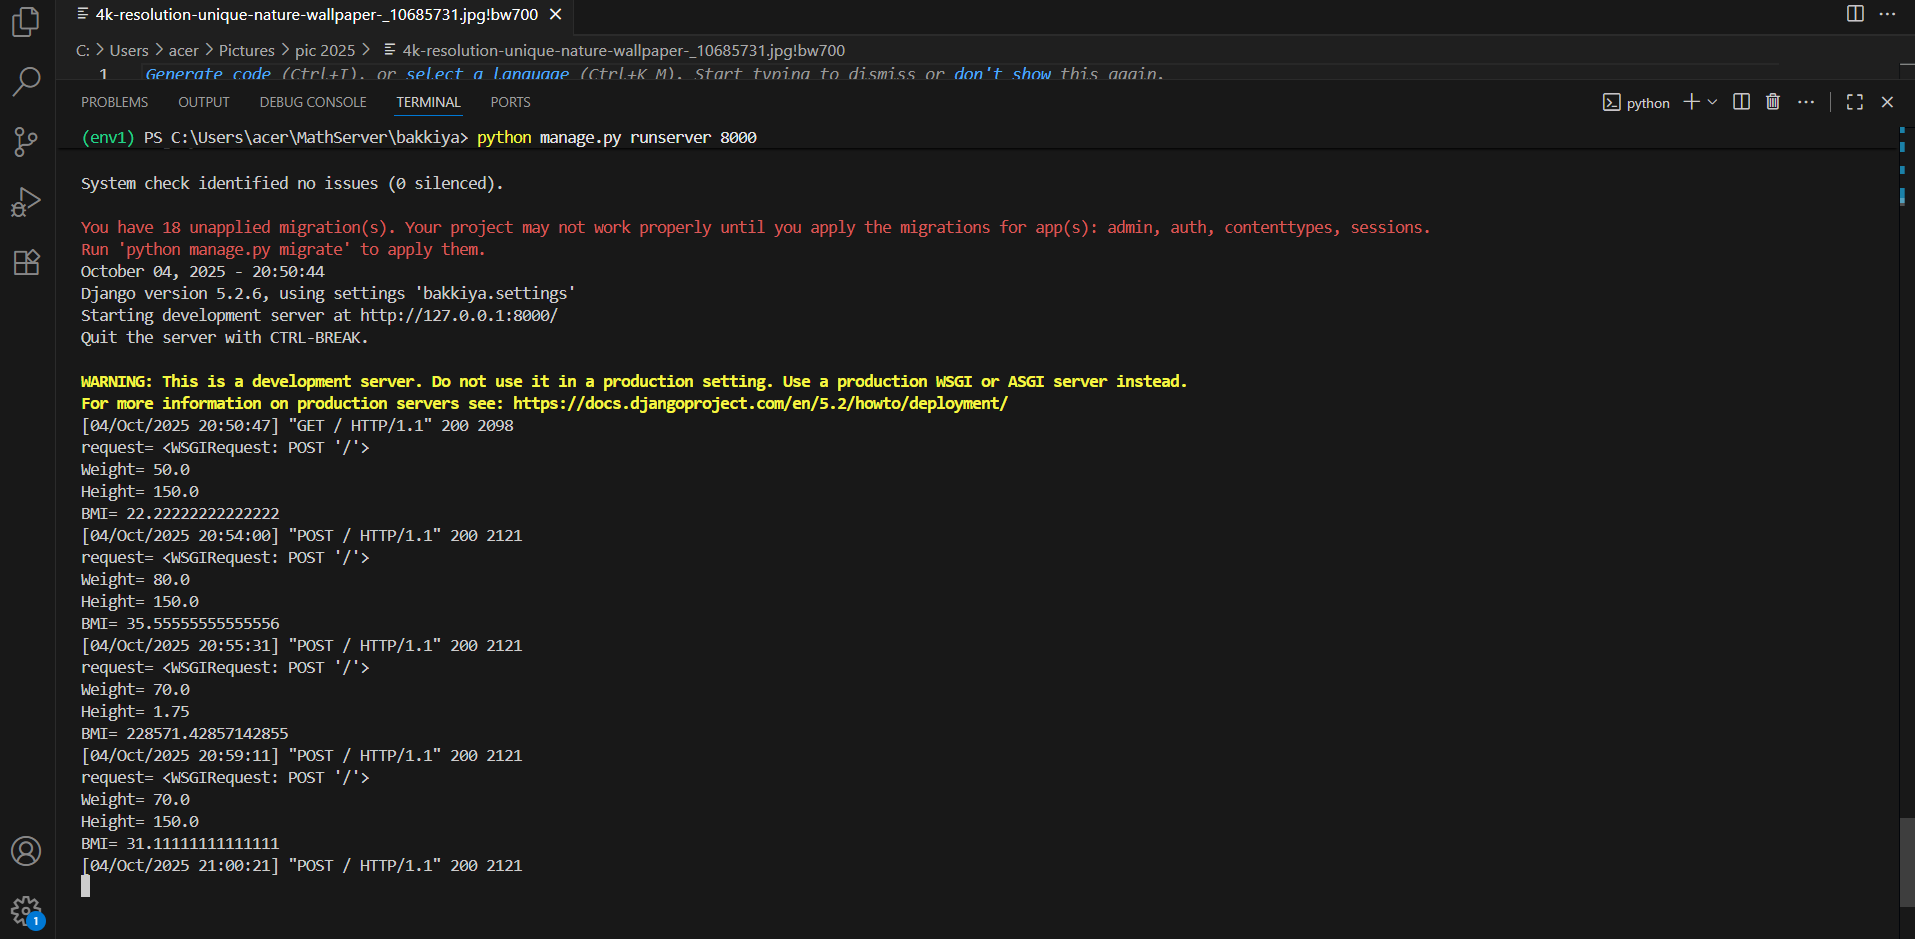 4k-resolution-unique-nature-wallpaper-_10685731.jpg!bw700
C: > Users > acer > Pictures > pic 2025 > 4k-resolution-unique-nature-wallpaper-_10685731.jpg!bw700
1 Generate code (Ctrl+I), or select a language (Ctrl+K M). Start typing to dismiss or don't show this again.
PROBLEMS OUTPUT DEBUG CONSOLE TERMINAL PORTS python
(env1) PS C:\Users\acer\MathServer\bakkiya> python manage.py runserver 8000
System check identified no issues (0 silenced).
You have 18 unapplied migration(s). Your project may not work properly until you apply the migrations for app(s): admin, auth, contenttypes, sessions.
Run 'python manage.py migrate' to apply them.
October 04, 2025 - 20:50:44
Django version 5.2.6, using settings 'bakkiya.settings'
Starting development server at http://127.0.0.1:8000/
Quit the server with CTRL-BREAK.
WARNING: This is a development server. Do not use it in a production setting. Use a production WSGI or ASGI server instead.
For more information on production servers see: https://docs.djangoproject.com/en/5.2/howto/deployment/
[04/Oct/2025 20:50:47] "GET / HTTP/1.1" 200 2098
request= <WSGIRequest: POST '/'>
Weight= 50.0
Height= 150.0
BMI= 22.22222222222222
[04/Oct/2025 20:54:00] "POST / HTTP/1.1" 200 2121
request= <WSGIRequest: POST '/'>
Weight= 80.0
Height= 150.0
BMI= 35.55555555555556
[04/Oct/2025 20:55:31] "POST / HTTP/1.1" 200 2121
request= <WSGIRequest: POST '/'>
Weight= 70.0
Height= 1.75
BMI= 228571.42857142855
[04/Oct/2025 20:59:11] "POST / HTTP/1.1" 200 2121
request= <WSGIRequest: POST '/'>
Weight= 70.0
Height= 150.0
BMI= 31.11111111111111
[04/Oct/2025 21:00:21] "POST / HTTP/1.1" 200 2121
1